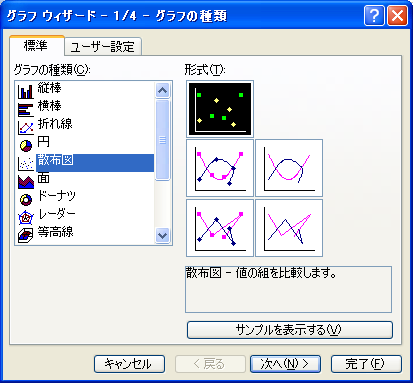 グラフ ウィザード - 1/4 - グラフの種類
標準
ユーザー設定
グラフの種類(C):
縦棒
横棒
折れ線
円
散布図
面
ドーナツ
レーダー
等高線
形式(T):
散布図 - 値の組を比較します。
サンプルを表示する(V)
キャンセル
< 戻る
次へ(N) >
完了(F)